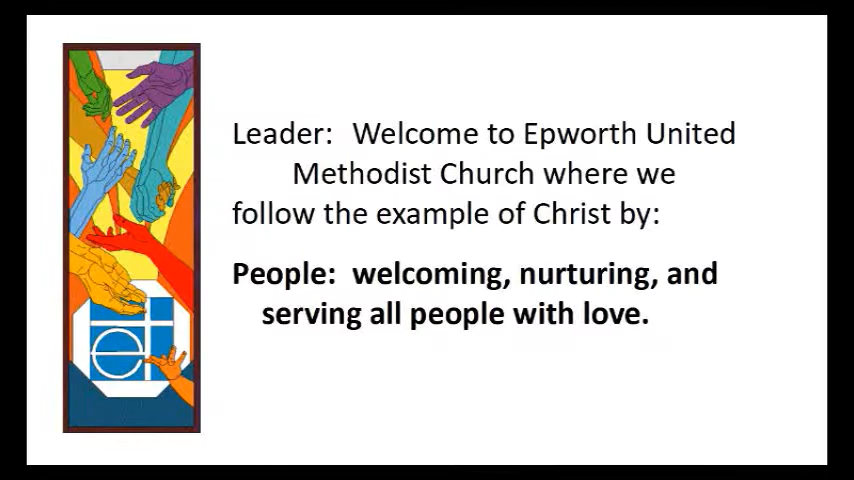 Leader: Welcome to Epworth United
Methodist Church where we
follow the example of Christ by:
People: welcoming, nurturing, and
serving all people with love.